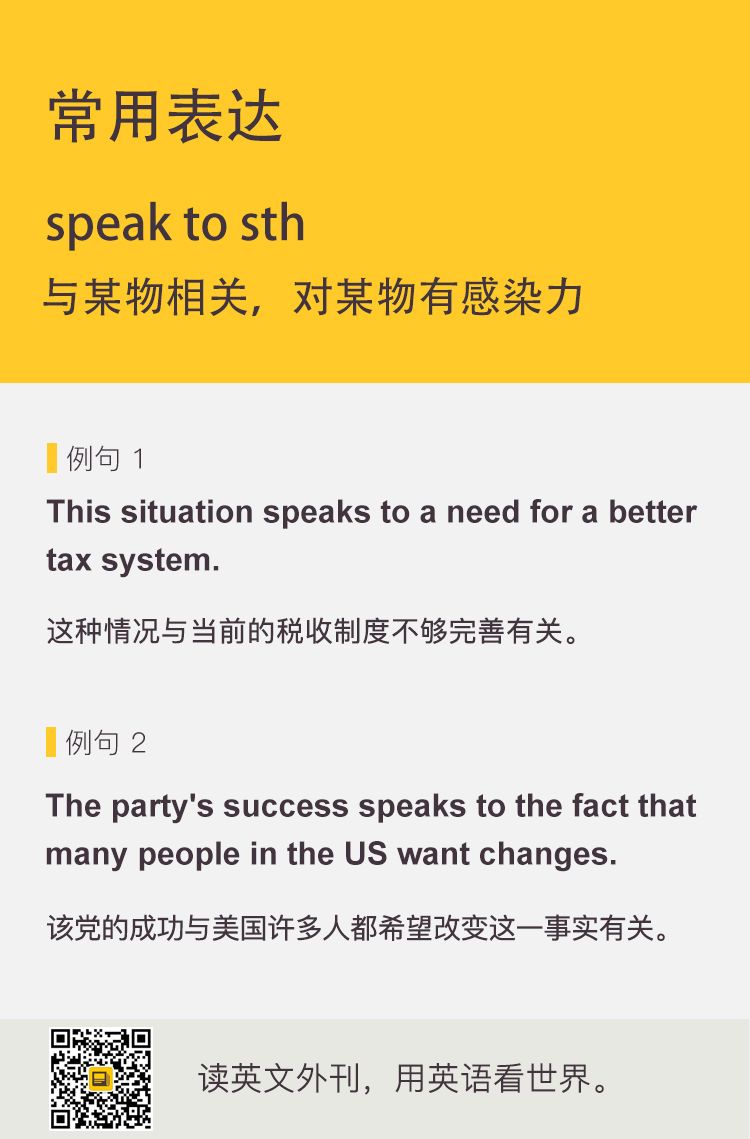 常用表达
speak to sth
与某物相关，对某物有感染力
例句 1
This situation speaks to a need for a better
tax system.
这种情况与当前的税收制度不够完善有关。
例句 2
The party's success speaks to the fact that
many people in the US want changes.
该党的成功与美国许多人都希望改变这一事实有关。
读英文外刊，用英语看世界。